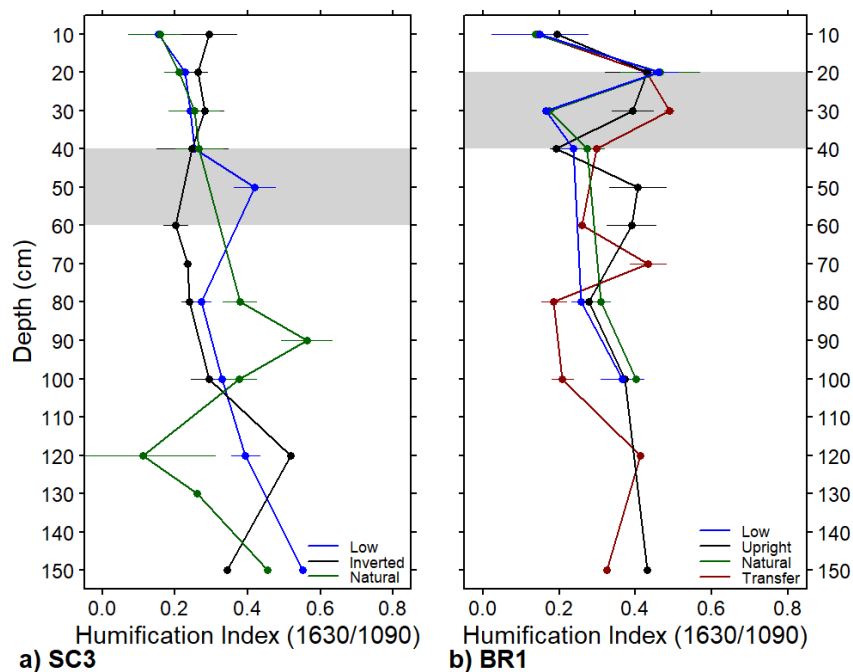 Depth (cm)
10
20
30
40
50
60
70
80
90
100
110
120
130
140
150
Low
Inverted
Natural
0.0 0.2 0.4 0.6 0.8
Humification Index (1630/1090)
a) SC3
Low
Upright
Natural
Transfer
10
20
30
40
50
60
70
80
90
100
110
120
130
140
150
0.0 0.2 0.4 0.6 0.8
Humification Index (1630/1090)
b) BR1